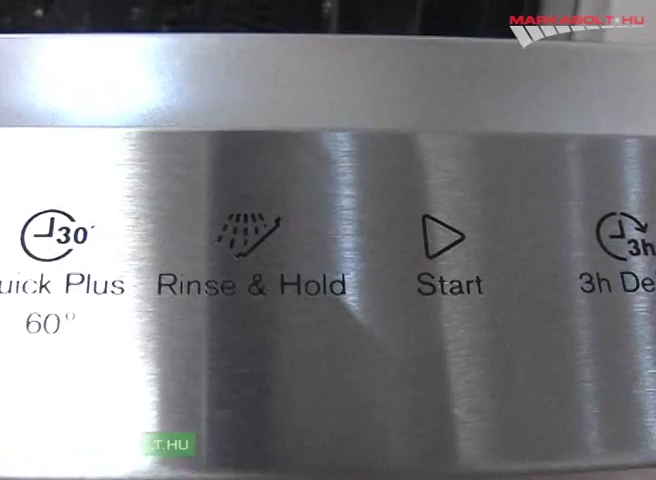 MARKABOLT.HU
30'
3h
uick Plus Rinse & Hold Start 3h De
60°
LT.HU